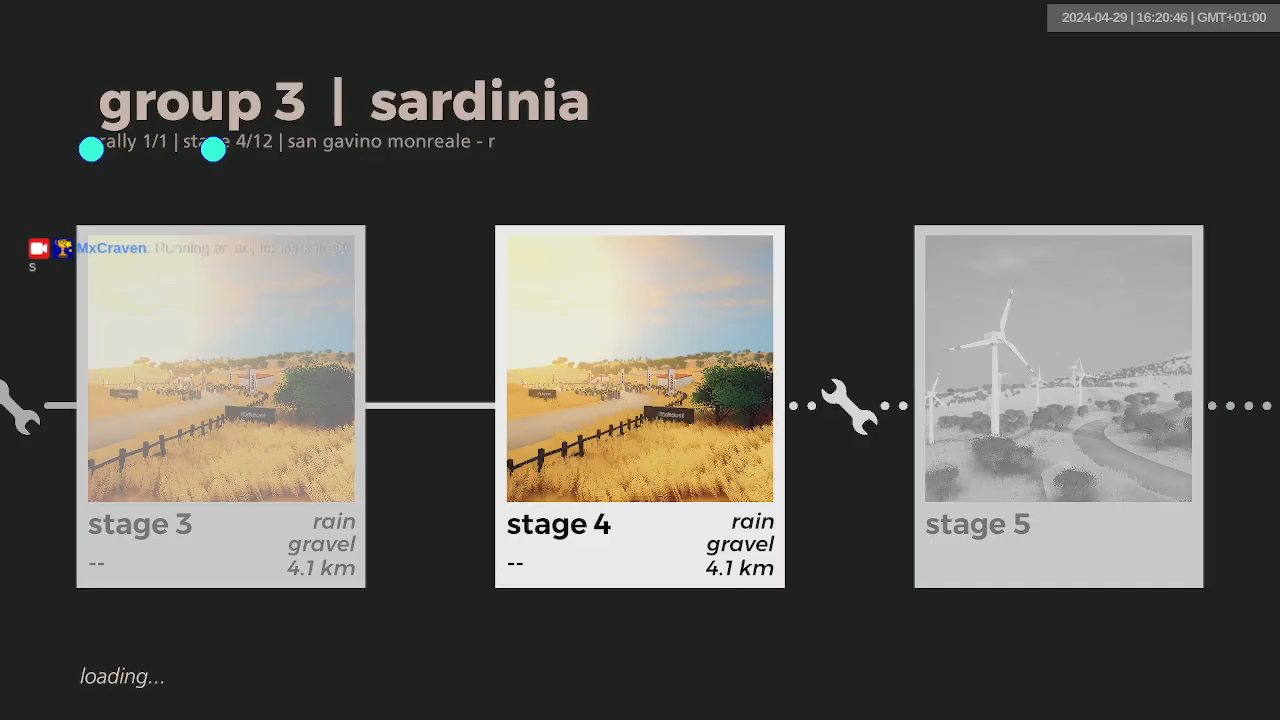 2024-04-29 | 16:20:46 | GMT+01:00
group 3 | sardinia
rally 1/1 | stage 4/12 | san gavino monreale - r
MxCraven: Running
s
stage 3
rain
gravel
--
4.1 km
stage 4
rain
gravel
--
4.1 km
stage 5
loading...